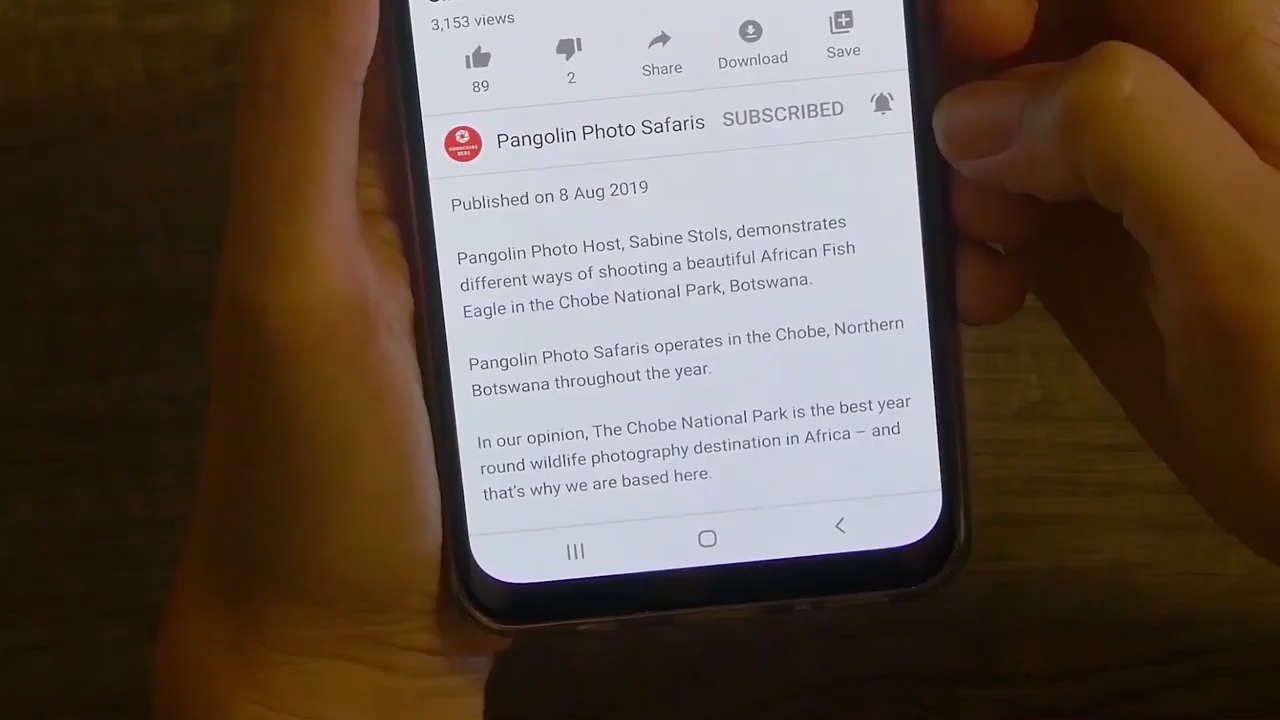 3,153 views
89
2
Share
Download
Save
SUBSCRIBE
HERE
Pangolin Photo Safaris
SUBSCRIBED
Published on 8 Aug 2019
Pangolin Photo Host, Sabine Stols, demonstrates
different ways of shooting a beautiful African Fish
Eagle in the Chobe National Park, Botswana.
Pangolin Photo Safaris operates in the Chobe, Northern
Botswana throughout the year.
In our opinion, The Chobe National Park is the best year
round wildlife photography destination in Africa – and
that's why we are based here.